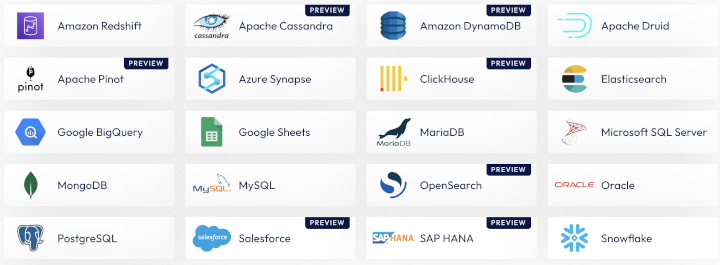 Amazon Redshift
cassandra
Apache Cassandra
PREVIEW
Amazon DynamoDB
PREVIEW
Apache Druid
pinot
Apache Pinot
PREVIEW
Azure Synapse
ClickHouse
PREVIEW
Elasticsearch
Google BigQuery
Google Sheets
MariaDB
MariaDB
Microsoft SQL Server
MongoDB
MySQL
MySQL
OpenSearch
PREVIEW
ORACLE
Oracle
PostgreSQL
salesforce
Salesforce
PREVIEW
SAP HANA
SAP HANA
PREVIEW
Snowflake